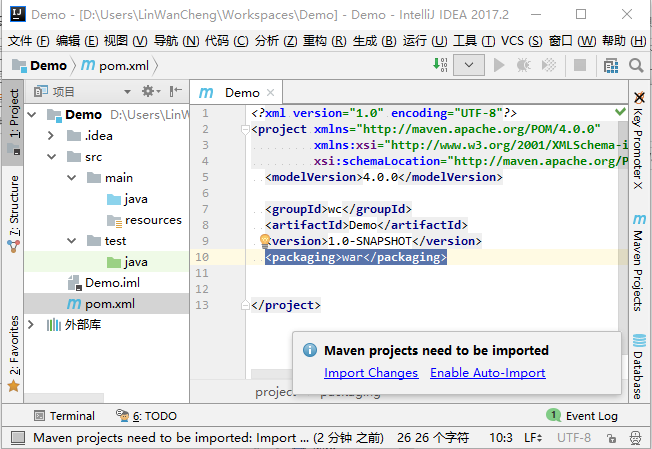 Demo - [D:\Users\LinWanCheng\Workspaces\Demo] - IntelliJ IDEA 2017.2
文件 (F) 编辑 (E) 视图 (V) 导航 (N) 代码 (C) 分析 (Z) 重构 (R) 生成 (B) 运行 (U) 工具 (T) VCS (S) 窗口 (W) 帮助 (H)
Demo pom.xml
1: Project
7: Structure
2: Favorites
项目
Demo D:\Users\LinWan
.idea
src
main
java
resources
test
java
Demo.iml
pom.xml
外部库
Demo
1 <?xml version="1.0" encoding="UTF-8"?>
2 <project xmlns="http://maven.apache.org/POM/4.0.0"
3 xmlns:xsi="http://www.w3.org/2001/XMLSchema-i
4 xsi:schemaLocation="http://maven.apache.org/P
5 <modelVersion>4.0.0</modelVersion>
6
7 <groupId>wc</groupId>
8 <artifactId>Demo</artifactId>
9 <version>1.0-SNAPSHOT</version>
10 <packaging>war</packaging>
11
12
13 </project>
Key Promoter X
Maven Projects
Database
Maven projects need to be imported
Import Changes Enable Auto-Import
project packaging
Terminal 6: TODO 1 Event Log
Maven projects need to be imported: Import ... (2 分钟 之前) 26 26 个字符 10:3 LF UTF-8